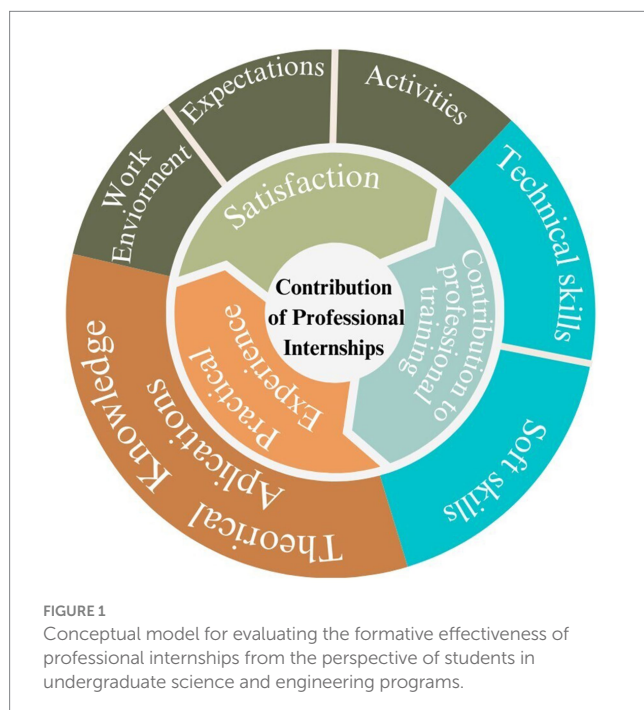 Work
Enviorment
Expectations
Activities
Technical skills
Soft skills
Theorical
Aplications
Knowledge
Satisfaction
Contribution to
professional
training
Practical
Experience
Contribution
of Professional
Internships
FIGURE 1
Conceptual model for evaluating the formative effectiveness of
professional internships from the perspective of students in
undergraduate science and engineering programs.